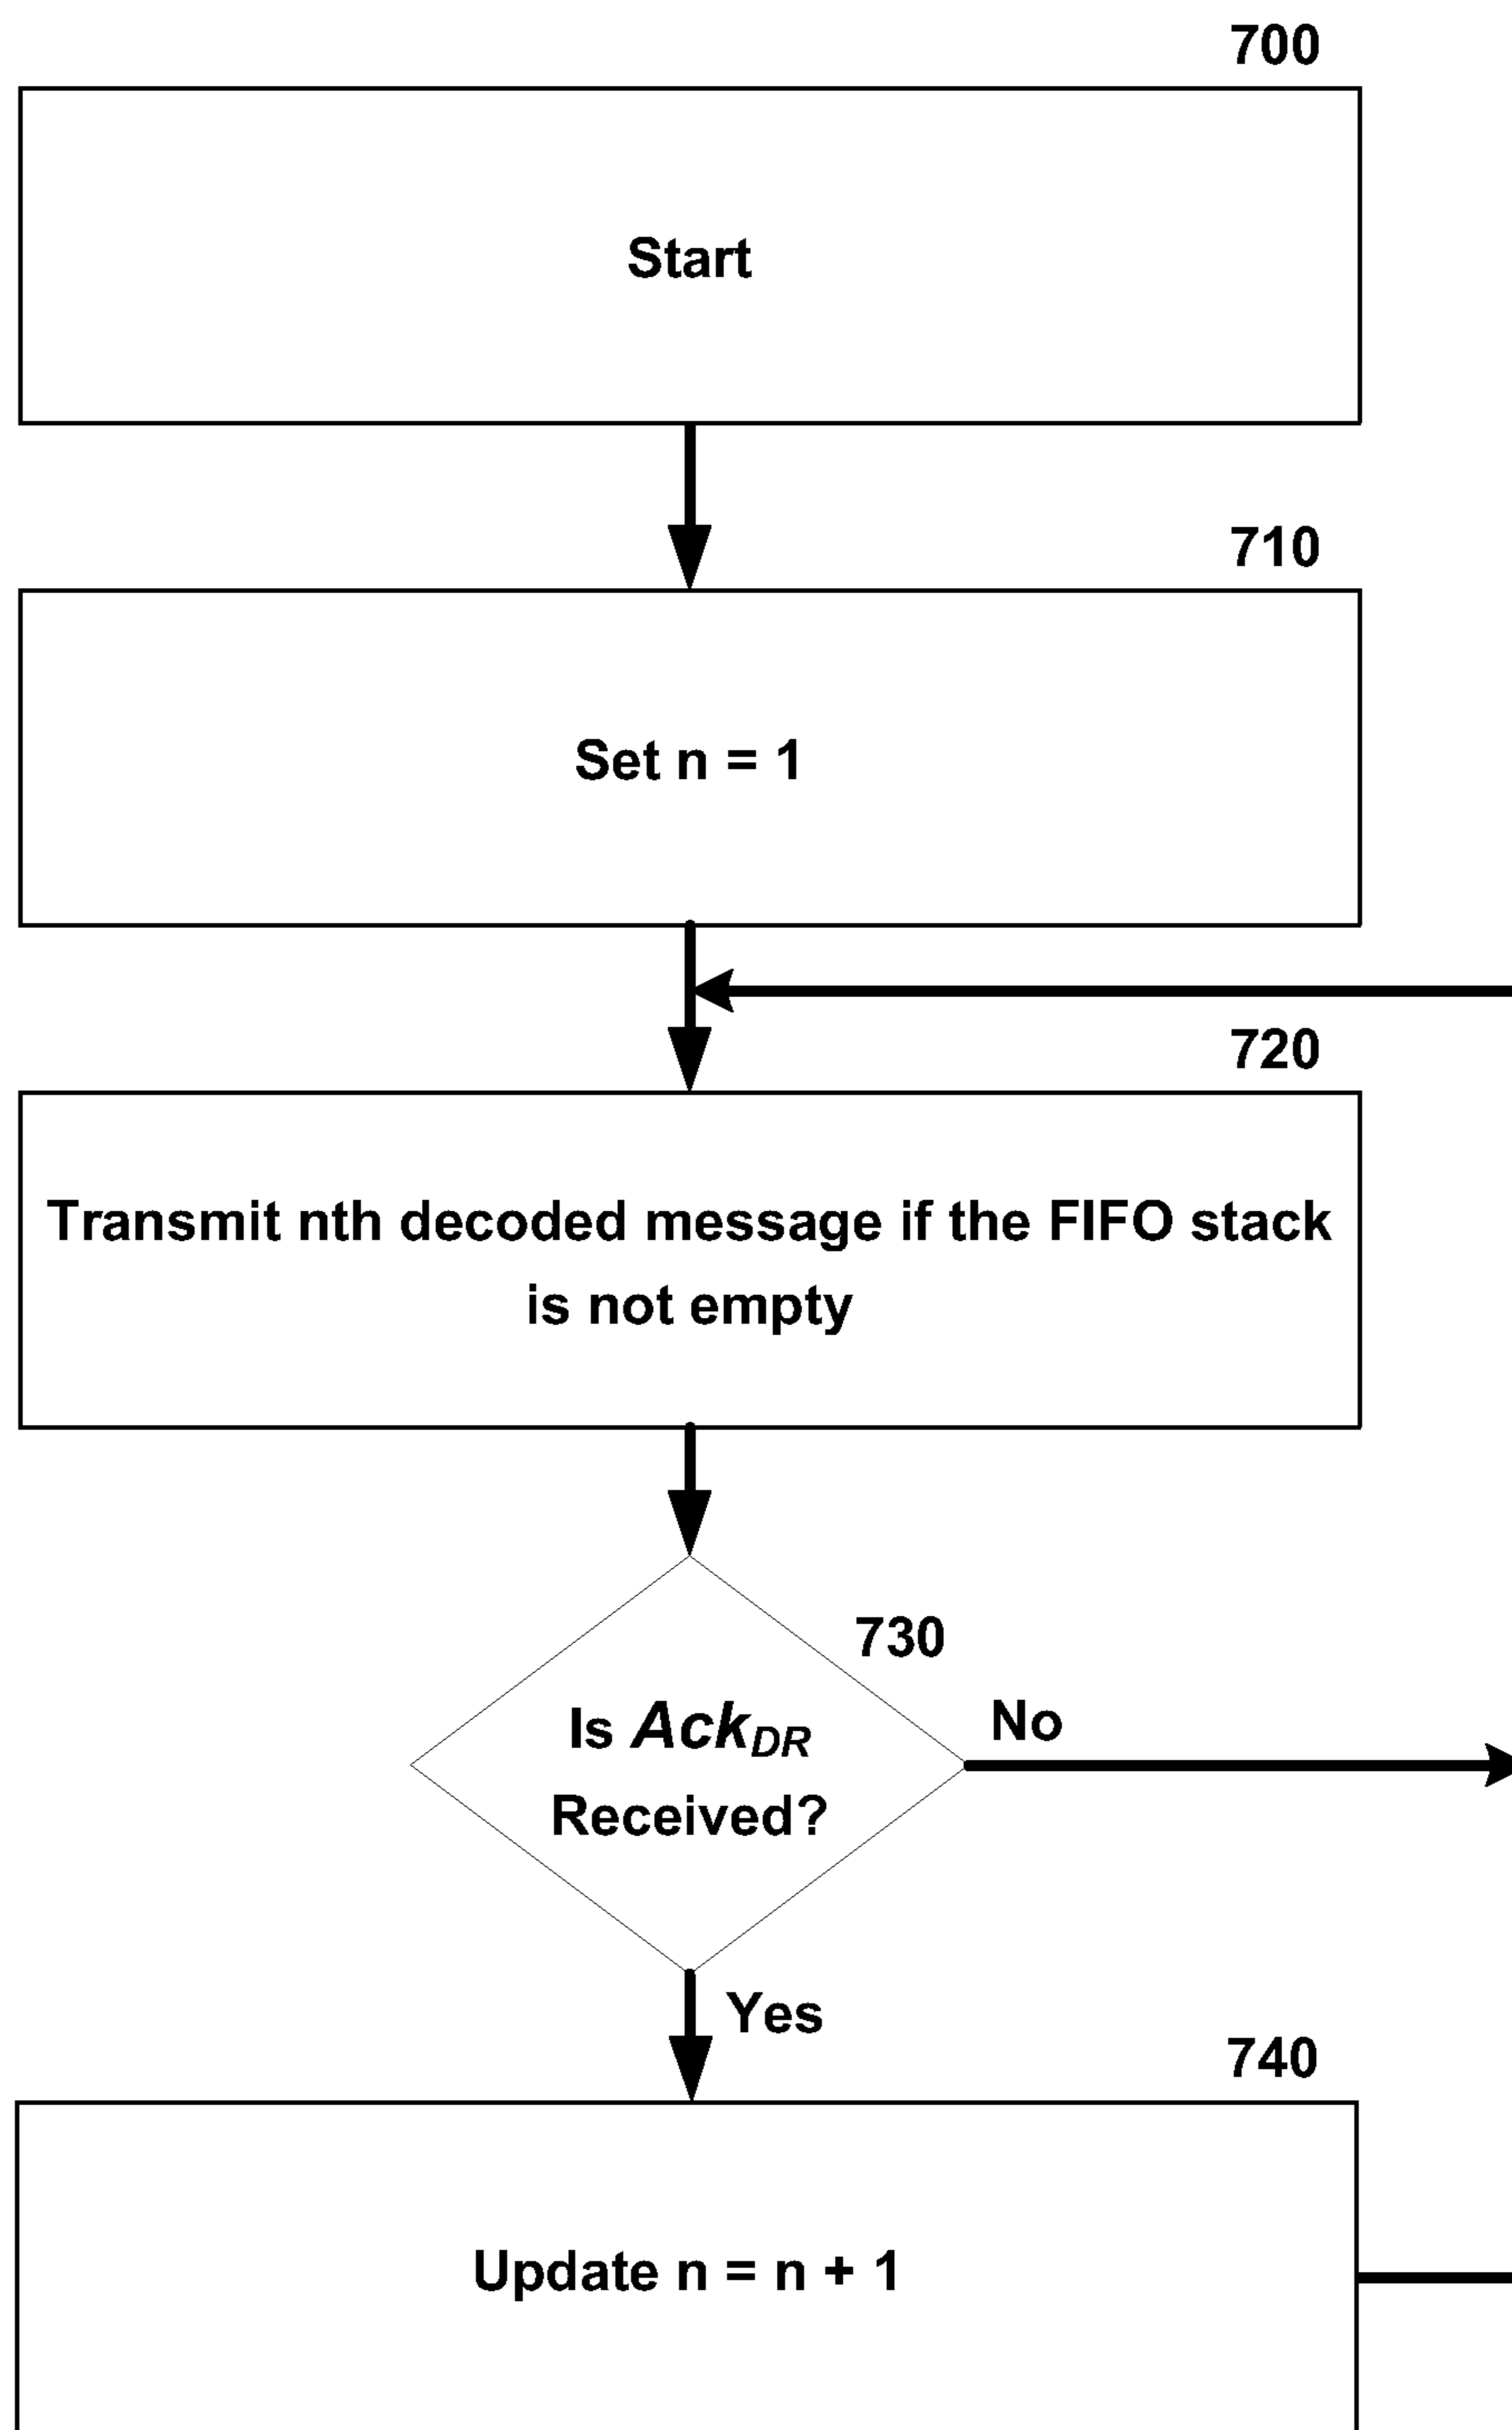 700
Start
710
Set n = 1
720
Transmit nth decoded message if the FIFO stack
is not empty
730
Is Ack_DR
Received?
No
Yes
740
Update n = n + 1